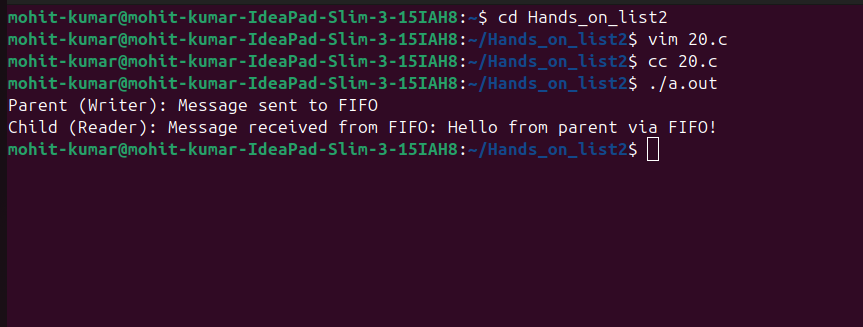 mohit-kumar@mohit-kumar-IdeaPad-Slim-3-15IAH8:~$ cd Hands_on_list2
mohit-kumar@mohit-kumar-IdeaPad-Slim-3-15IAH8:~/Hands_on_list2$ vim 20.c
mohit-kumar@mohit-kumar-IdeaPad-Slim-3-15IAH8:~/Hands_on_list2$ cc 20.c
mohit-kumar@mohit-kumar-IdeaPad-Slim-3-15IAH8:~/Hands_on_list2$ ./a.out
Parent (Writer): Message sent to FIFO
Child (Reader): Message received from FIFO: Hello from parent via FIFO!
mohit-kumar@mohit-kumar-IdeaPad-Slim-3-15IAH8:~/Hands_on_list2$